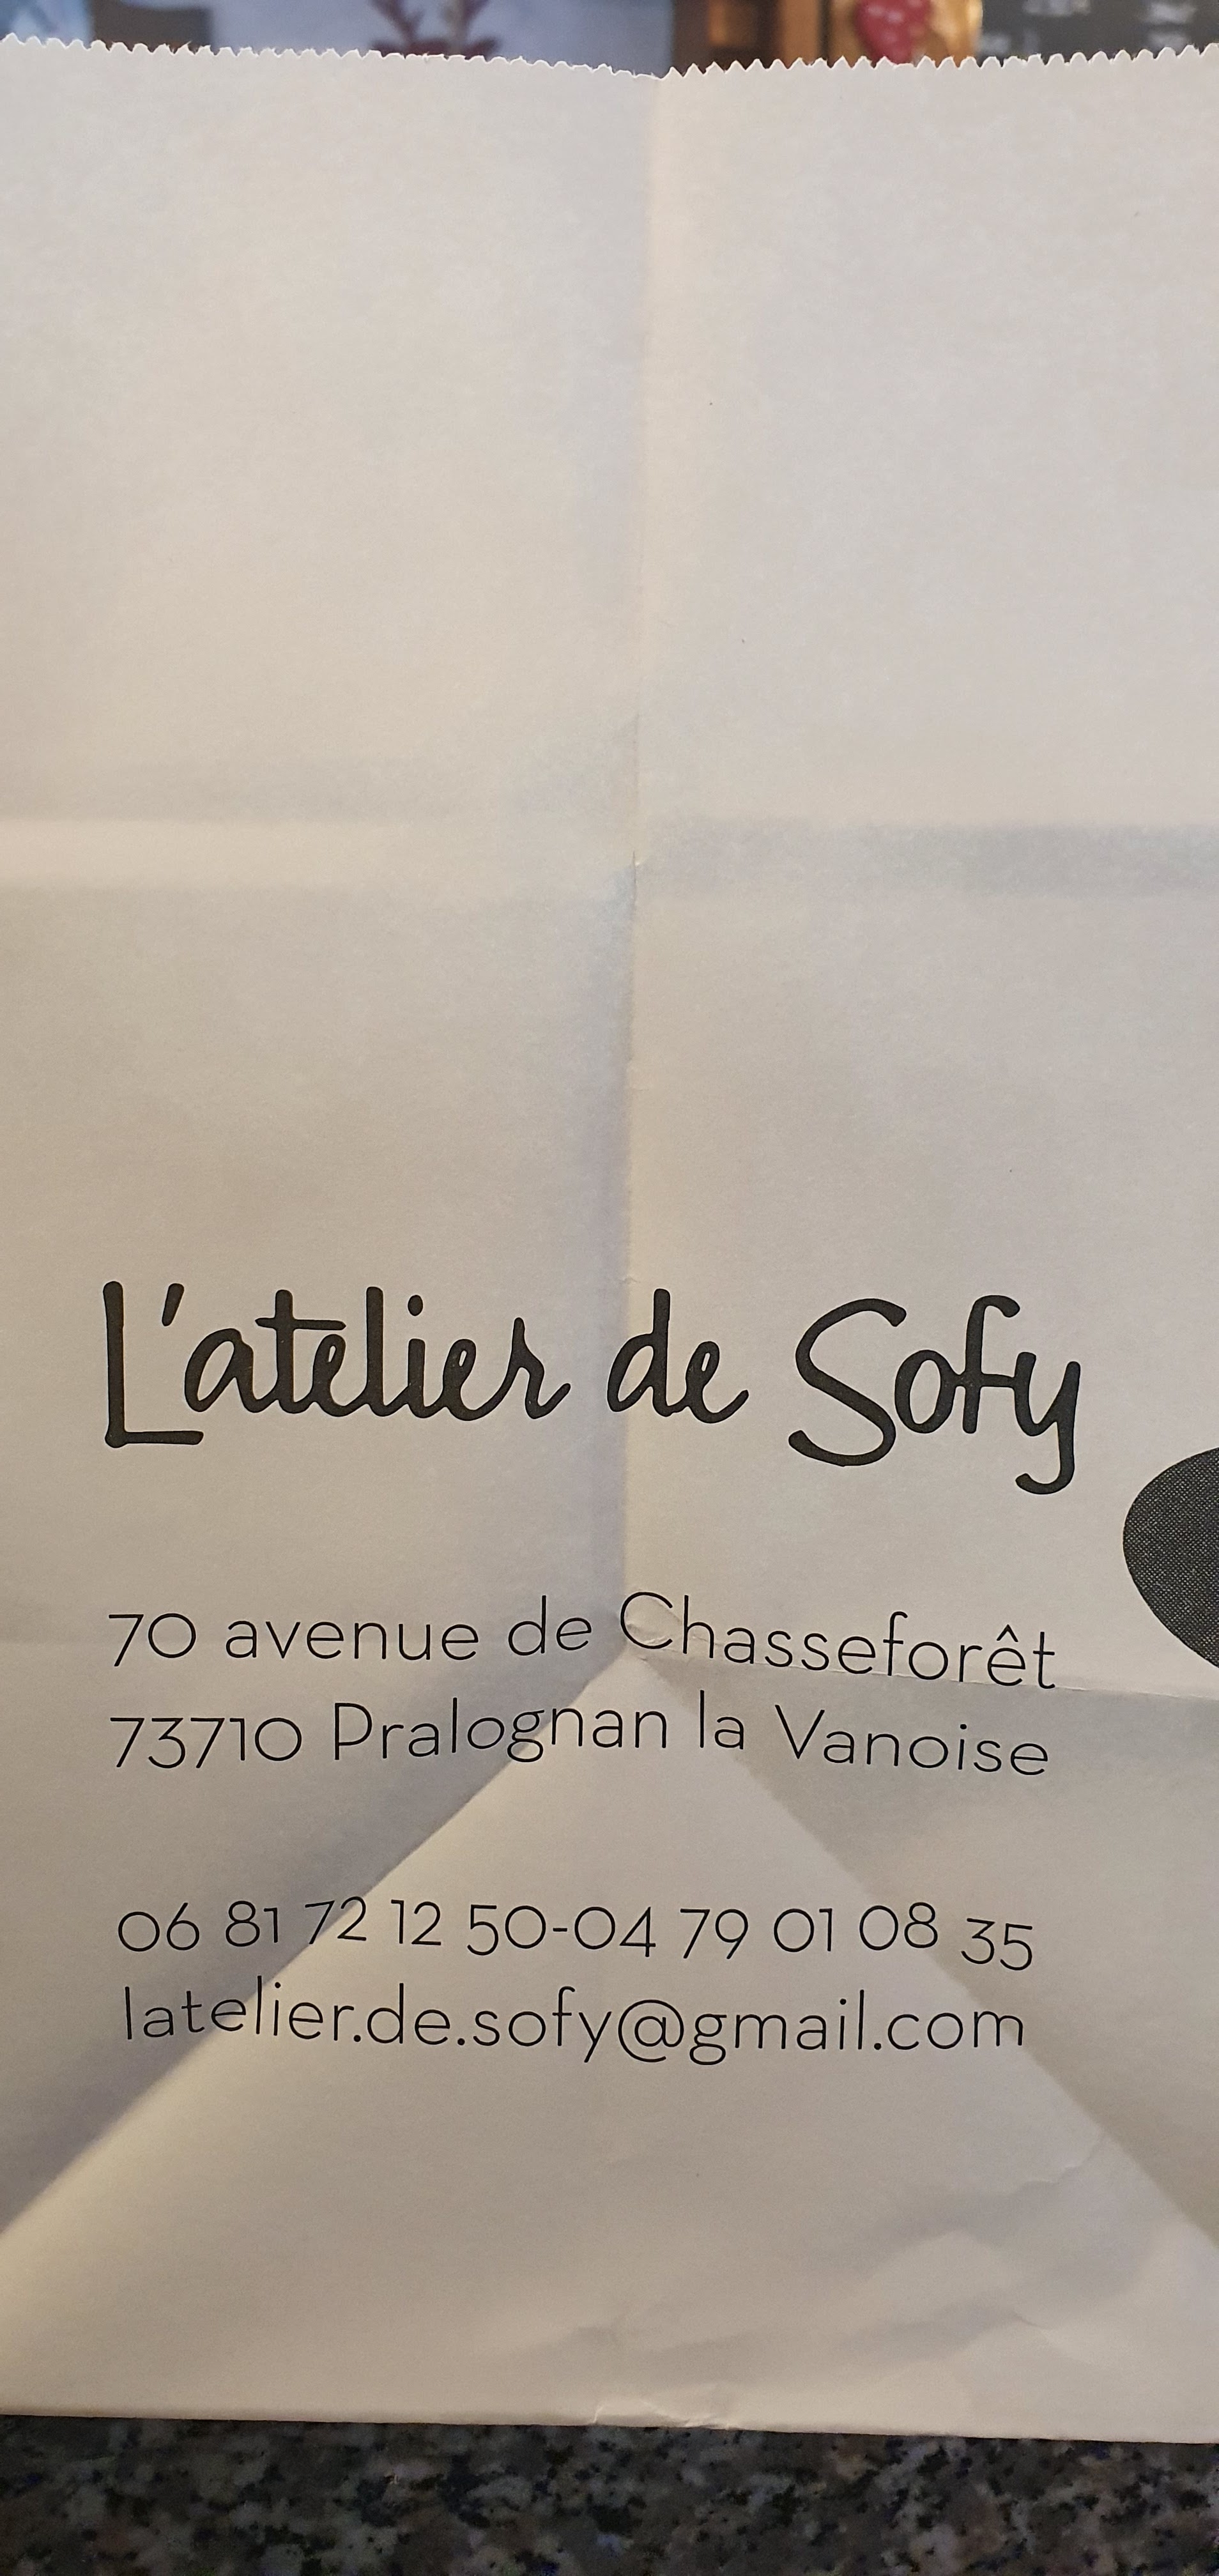 L'atelier de Sofy
70 avenue de Chasseforêt
73710 Pralognan la Vanoise
06 81 72 12 50-04 79 01 08 35
latelier.de.sofy@gmail.com